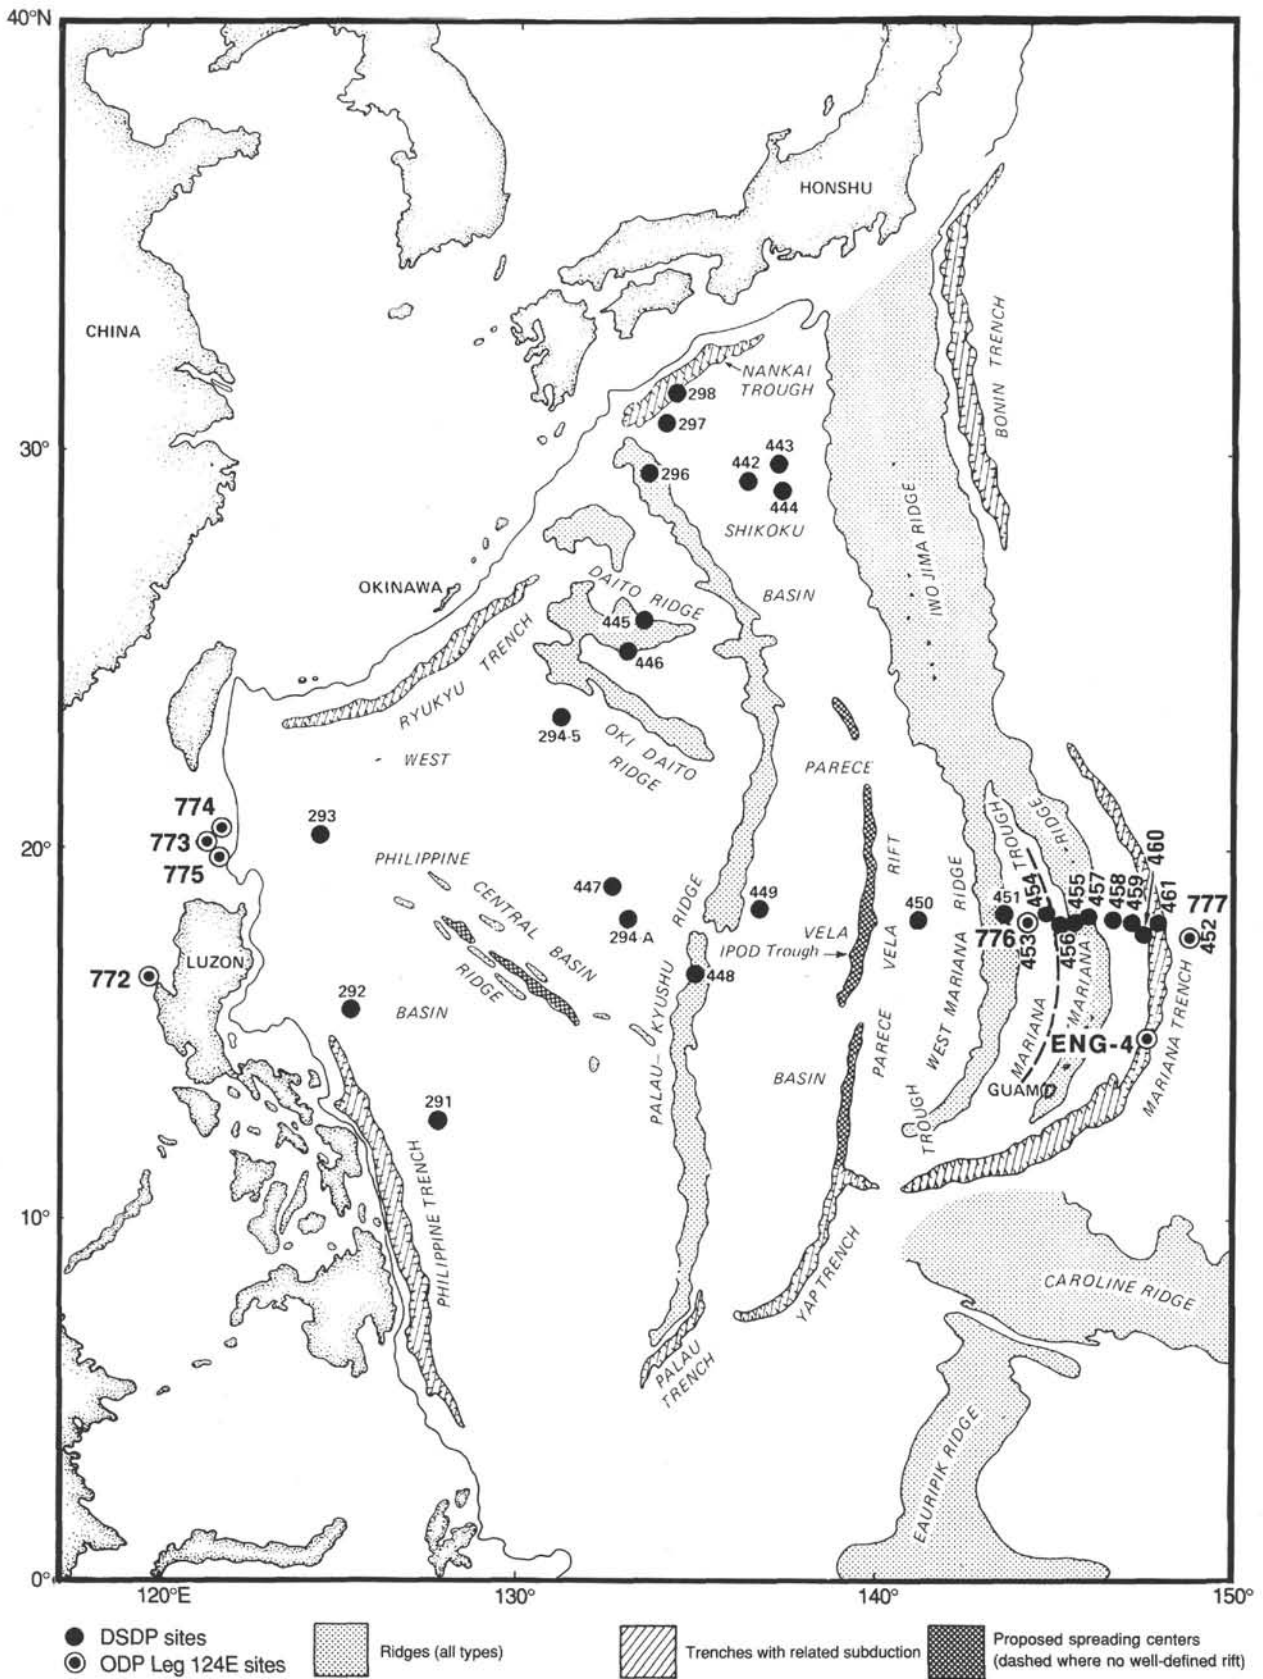 40°N
HONSHU
CHINA
NANKAI
TROUGH
BONIN TRENCH
298
297
30°
443
442
296
444
SHIKOKU
IWO JIMA RIDGE
OKINAWA
DAITO RIDGE
BASIN
445
446
RYUKYU TRENCH
294-5
OKI DAITO
RIDGE
WEST
PARECE
774
773
775
293
20°
TROUGH
RIDGE
460
PHILIPPINE
447
449
RIFT
450
451
454
455
457
458
459
461
777
CENTRAL BASIN
RIDGE
294-A
VELA
IPOD Trough
VELA
776
453
456
452
772
LUZON
448
292
BASIN
PALAU-KYUSHU RIDGE
WEST MARIANA RIDGE
MARIANA
MARIANA
ENG-4
MARIANA TRENCH
BASIN
PARECE
GUAM
291
TROUGH
PHILIPPINE TRENCH
10°
YAP TRENCH
CAROLINE RIDGE
PALAU
TRENCH
EAURIPIK RIDGE
0°
120°E
130°
140°
150°
DSDP sites
ODP Leg 124E sites
Ridges (all types)
Trenches with related subduction
Proposed spreading centers
(dashed where no well-defined rift)